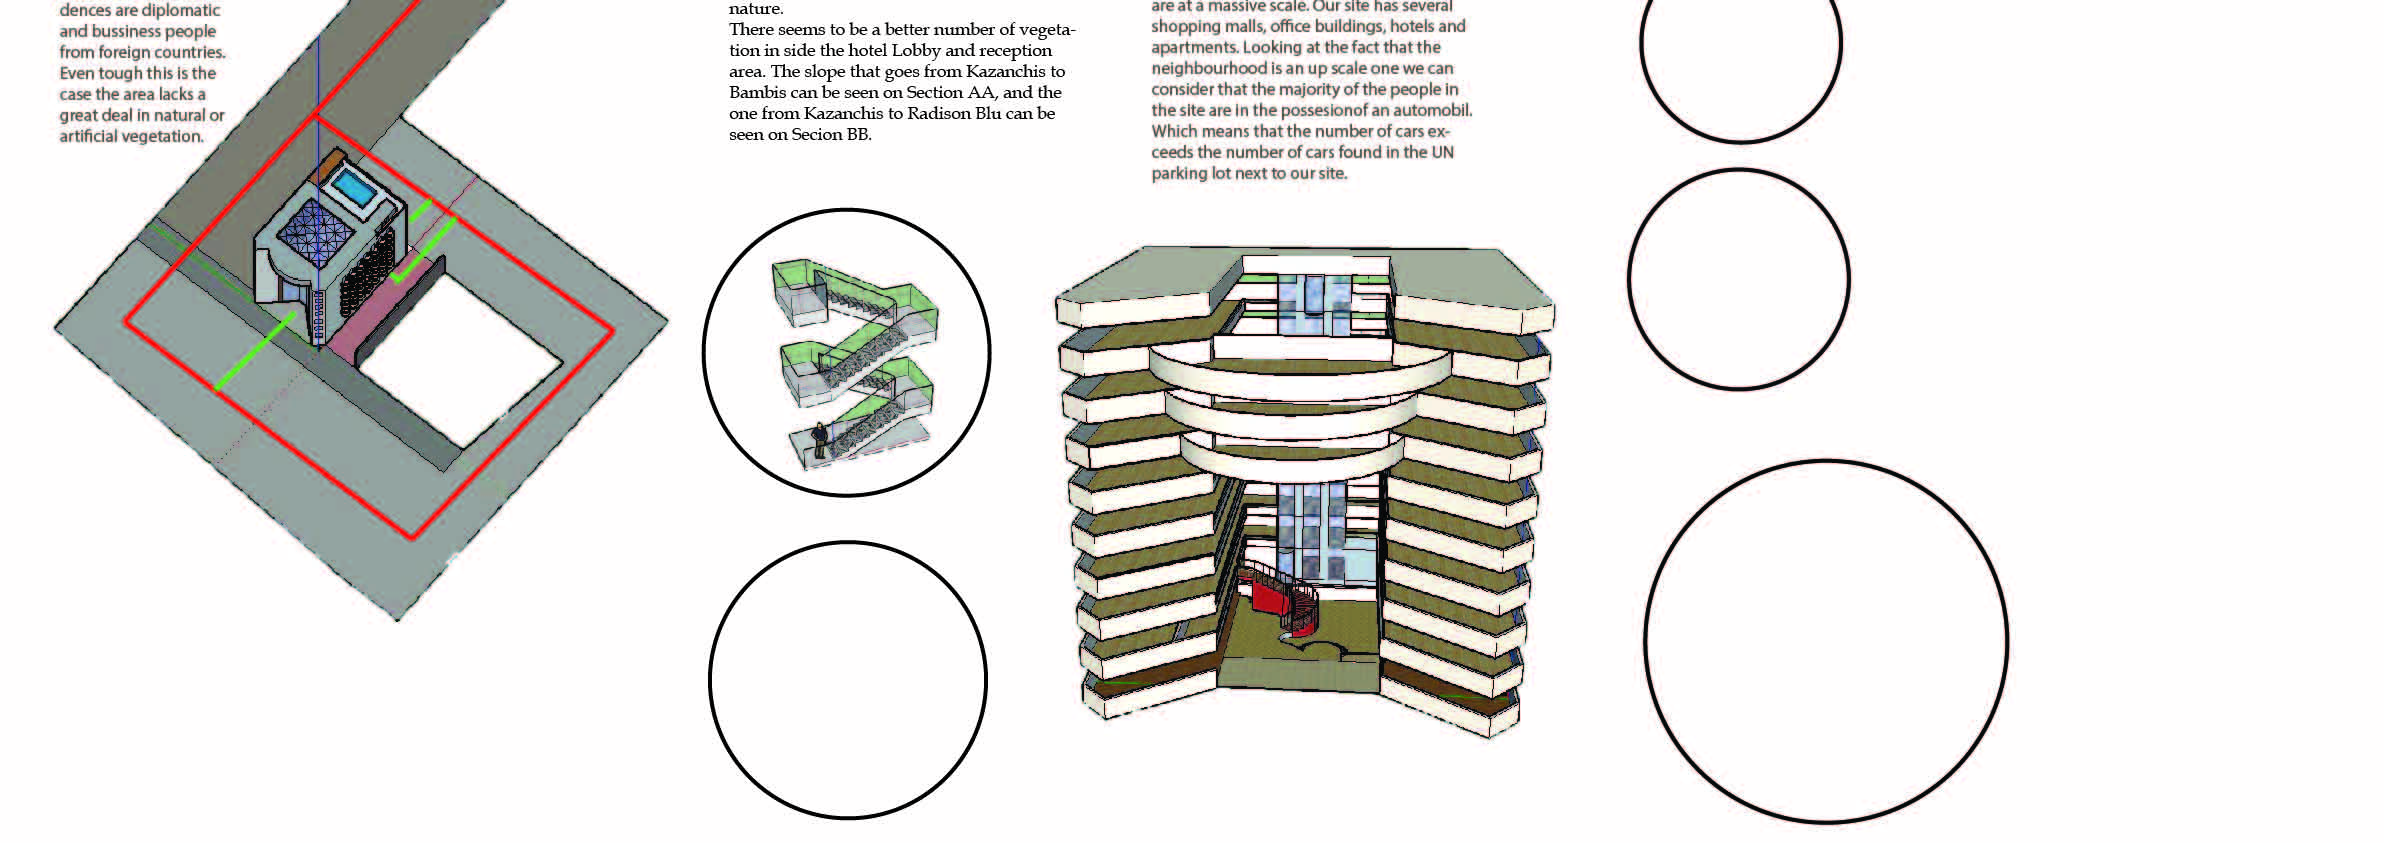 dences are diplomatic
and bussiness people
from foreign countries.
Even tough this is the
case the area lacks a
great deal in natural or
artificial vegetation.
nature.
There seems to be a better number of vegeta-
tion in side the hotel Lobby and reception
area. The slope that goes from Kazanchis to
Bambis can be seen on Section AA, and the
one from Kazanchis to Radison Blu can be
seen on Secion BB.
are at a massive scale. Our site has several
shopping malls, office buildings, hotels and
apartments. Looking at the fact that the
neighbourhood is an up scale one we can
consider that the majority of the people in
the site are in the possesionof an automobil.
Which means that the number of cars ex-
ceeds the number of cars found in the UN
parking lot next to our site.